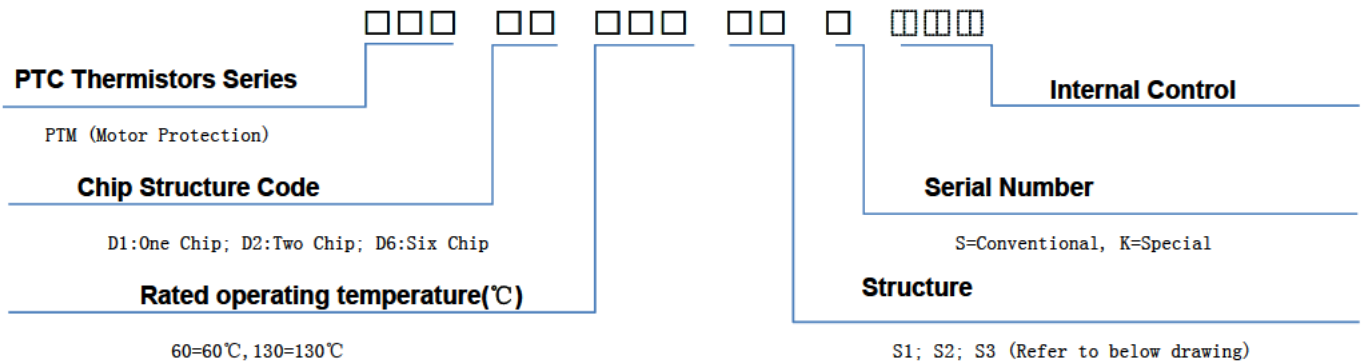 □□□ □□ □□□ □□ □ □□□
PTC Thermistors Series
Internal Control
PTM (Motor Protection)
Chip Structure Code
Serial Number
D1:One Chip; D2:Two Chip; D6:Six Chip
S=Conventional, K=Special
Rated operating temperature(℃)
Structure
60=60℃,130=130℃
S1; S2; S3 (Refer to below drawing)